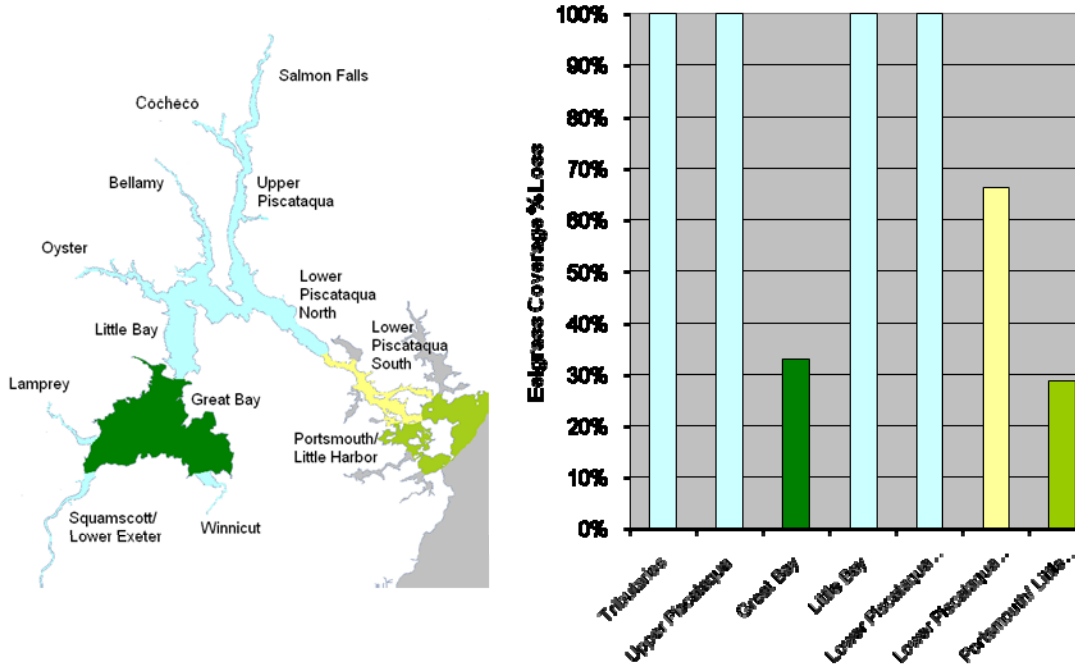 Salmon Falls
Cocheco
Bellamy
Upper
Piscataqua
Oyster
Lower
Piscataqua
North
Little Bay
Lower
Piscataqua
South
Lamprey
Great Bay
Portsmouth/
Little Harbor
Squamscott/
Lower Exeter
Winnicut
Eelgrass Coverage % Loss
100%
90%
80%
70%
60%
50%
40%
30%
20%
10%
0%
Tributaries
Upper Piscataqua
Great Bay
Little Bay
Lower Piscataqua...
Lower Piscataqua...
Portsmouth/ Little...